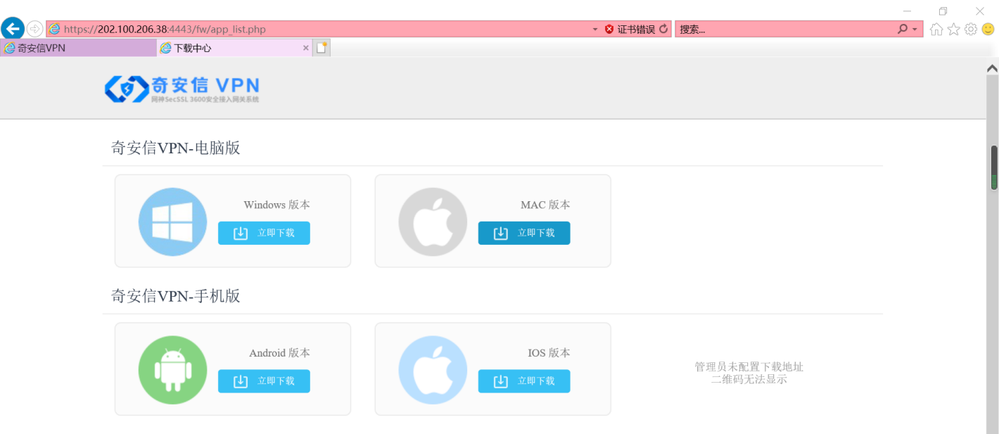 https://202.100.206.38:4443/fw/app_list.php
证书错误
搜索...
奇安信VPN
下载中心
奇安信 VPN
网神SecSSL 3600安全接入网关系统
奇安信VPN-电脑版
Windows 版本
立即下载
MAC 版本
立即下载
奇安信VPN-手机版
Android 版本
立即下载
IOS 版本
立即下载
管理员未配置下载地址
二维码无法显示